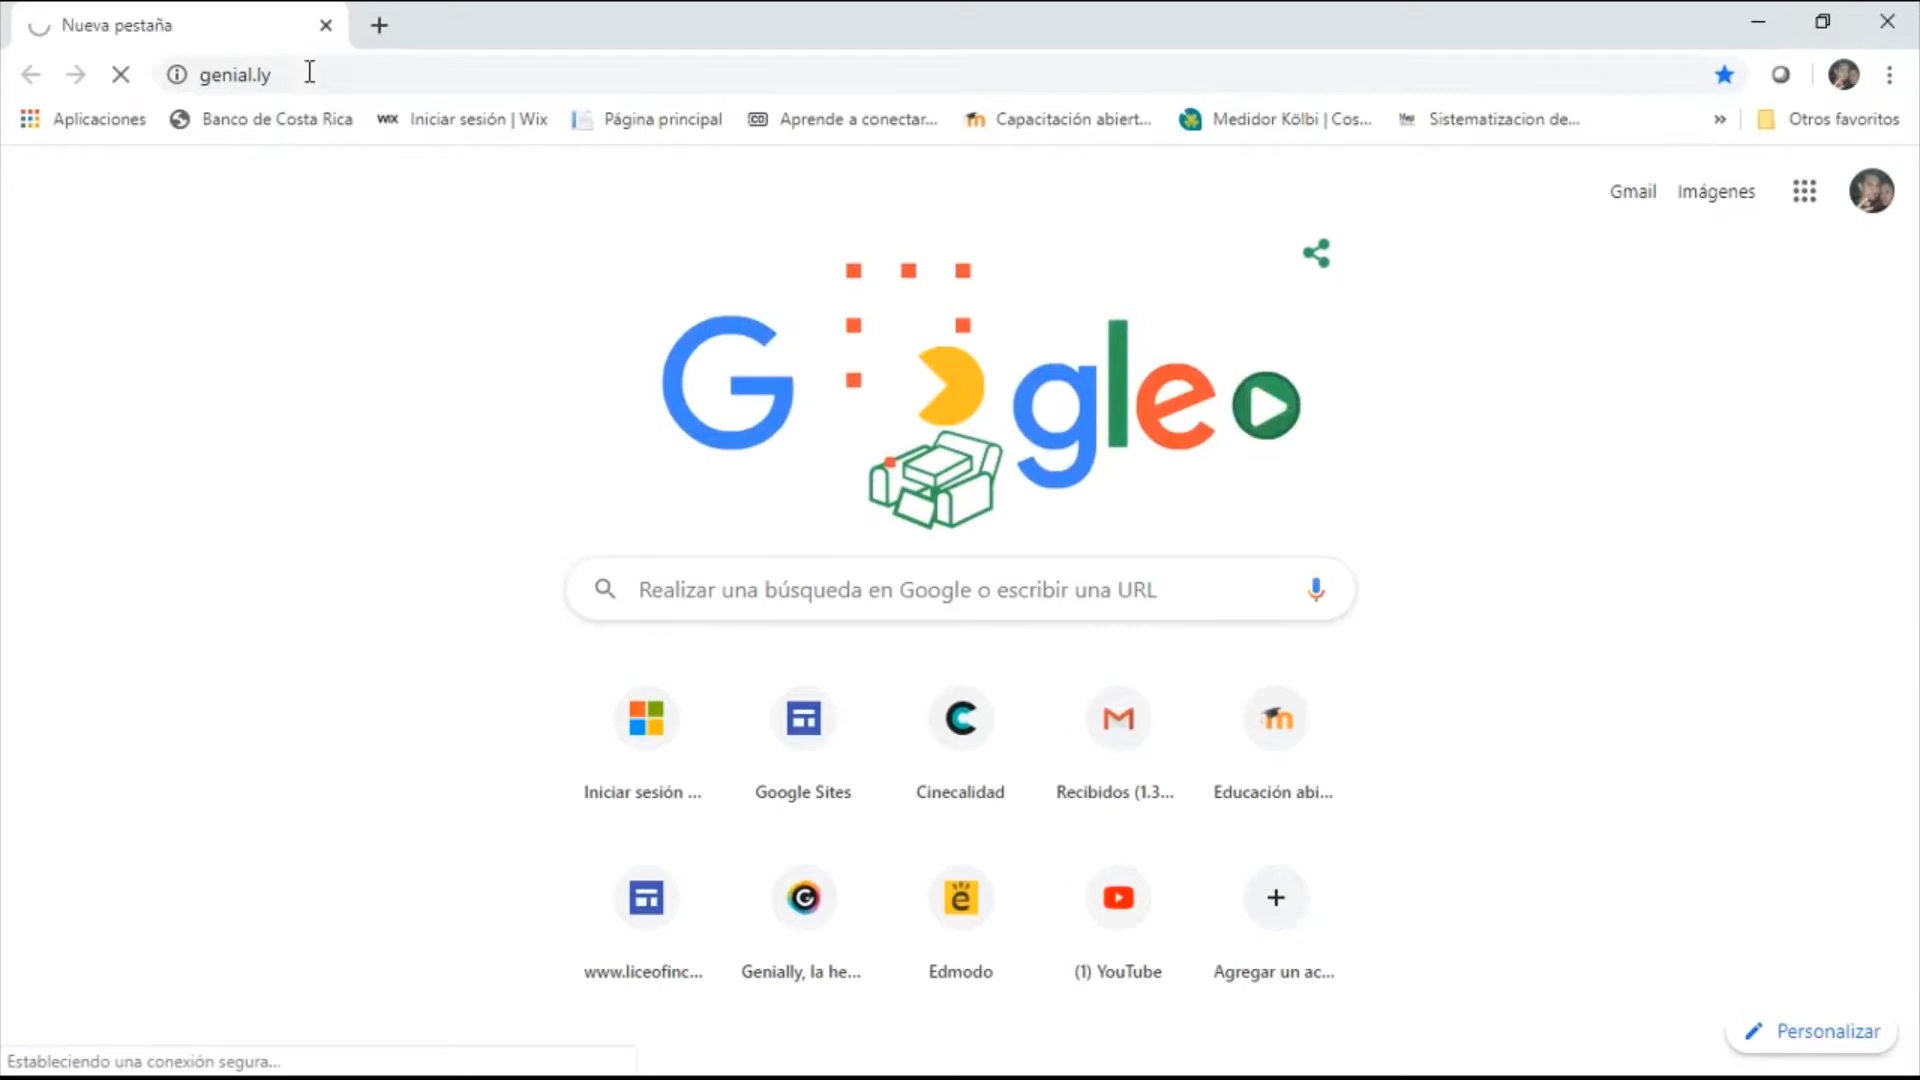 Nueva pestaña
genial.ly
Aplicaciones Banco de Costa Rica WIX Iniciar sesión | Wix Página principal CD Aprende a conectar... Capacitación abiert... Medidor Kölbi | Cos... Sistematizacion de... » Otros favoritos
Gmail Imágenes
G gle
Realizar una búsqueda en Google o escribir una URL
Iniciar sesión ... Google Sites Cinecalidad Recibidos (1.3... Educación abi...
www.liceofinc... Genially, la he... Edmodo (1) YouTube Agregar un ac...
Personalizar
Estableciendo una conexión segura...